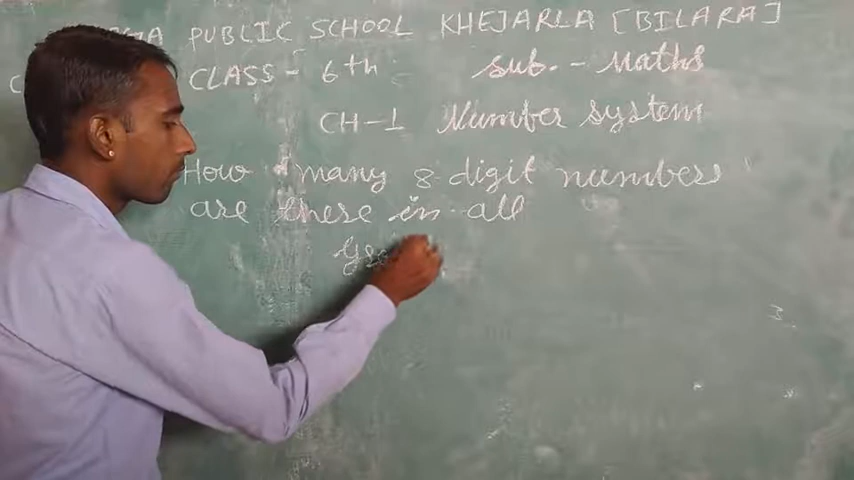 PUBLIC SCHOOL KHEJARLA [BILARA]
CLASS - 6th Sub. - Maths
CH-1 Number System
How many 8 digit numbers
are there in all